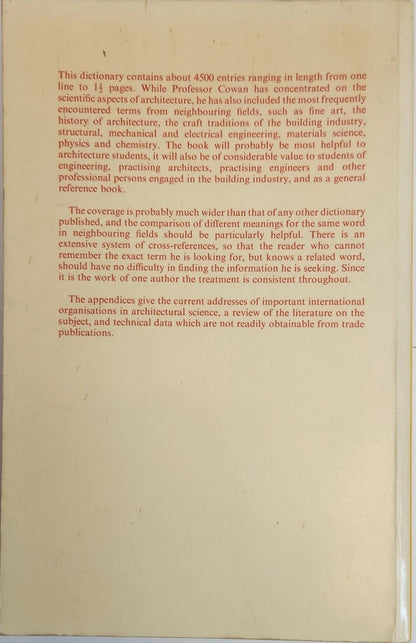 This dictionary contains about 4500 entries ranging in length from one
line to 1½ pages. While Professor Cowan has concentrated on the
scientific aspects of architecture, he has also included the most frequently
encountered terms from neighbouring fields, such as fine art, the
history of architecture, the craft traditions of the building industry,
structural, mechanical and electrical engineering, materials science,
physics and chemistry. The book will probably be most helpful to
architecture students, it will also be of considerable value to students of
engineering, practising architects, practising engineers and other
professional persons engaged in the building industry, and as a general
reference book.
The coverage is probably much wider than that of any other dictionary
published, and the comparison of different meanings for the same word
in neighbouring fields should be particularly helpful. There is an
extensive system of cross-references, so that the reader who cannot
remember the exact term he is looking for, but knows a related word,
should have no difficulty in finding the information he is seeking. Since
it is the work of one author the treatment is consistent throughout.
The appendices give the current addresses of important international
organisations in architectural science, a review of the literature on the
subject, and technical data which are not readily obtainable from trade
publications.